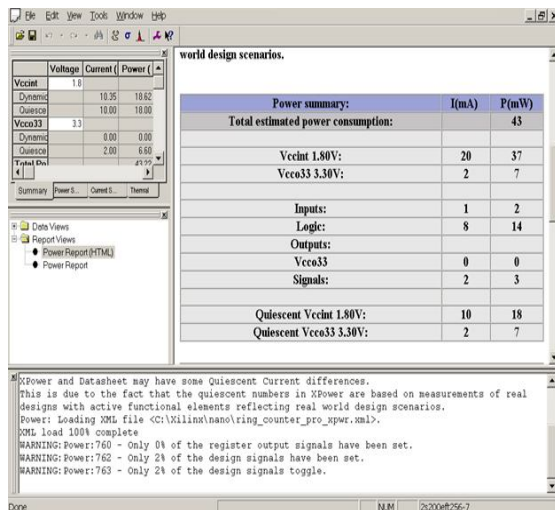 File Edit View Tools Window Help
Voltage Current ( Power (
Vccint 1.8
Dynamic 10.35 18.62
Quiesce 10.00 18.00
Vcco33 3.3
Dynamic 0.00 0.00
Quiesce 2.00 6.60
Total Po 43.22
Summary Power S... Current S... Thermal
Data Views
Report Views
Power Report (HTML)
Power Report
world design scenarios.
Power summary: I(mA) P(mW)
Total estimated power consumption: 43
Vccint 1.80V: 20 37
Vcco33 3.30V: 2 7
Inputs: 1 2
Logic: 8 14
Outputs:
Vcco33 0 0
Signals: 2 3
Quiescent Vccint 1.80V: 10 18
Quiescent Vcco33 3.30V: 2 7
XPower and Datasheet may have some Quiescent Current differences.
This is due to the fact that the quiescent numbers in XPower are based on measurements of real
designs with active functional elements reflecting real world design scenarios.
Power: Loading XML file <C:\Xilinx\nano\ring_counter_pro_xpwr.xml>.
XML load 100% complete
WARNING:Power:760 - Only 0% of the register output signals have been set.
WARNING:Power:762 - Only 2% of the design signals have been set.
WARNING:Power:763 - Only 2% of the design signals toggle.
Done NUM 2s200eft256-7